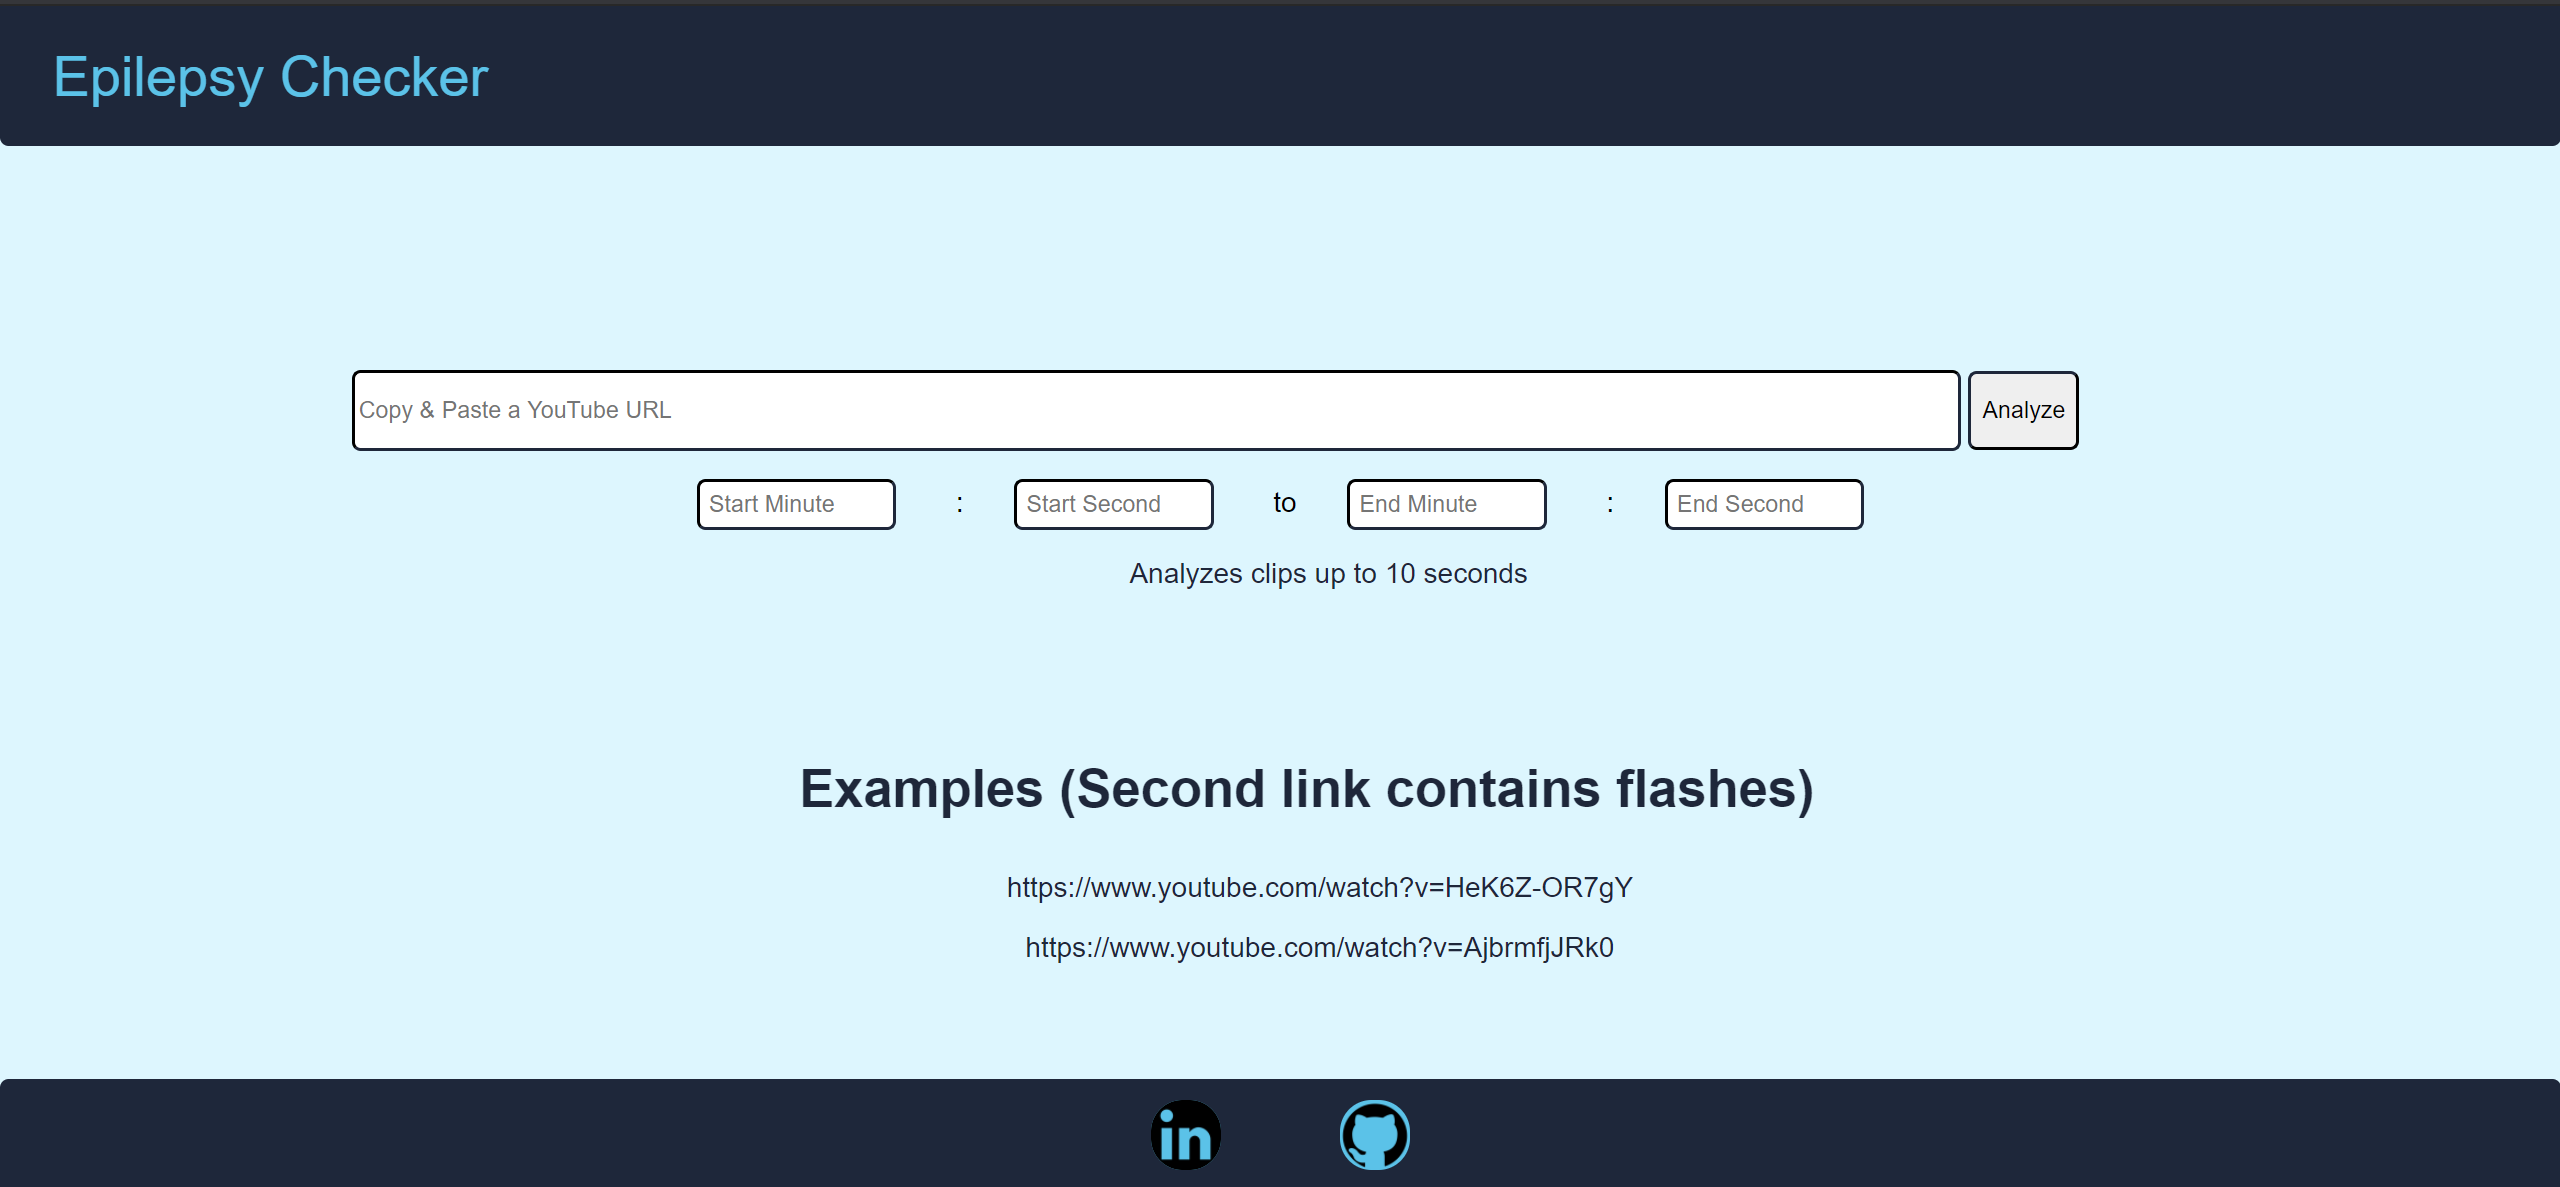 Epilepsy Checker
Copy & Paste a YouTube URL
Analyze
Start Minute : Start Second to End Minute : End Second
Analyzes clips up to 10 seconds
Examples (Second link contains flashes)
https://www.youtube.com/watch?v=HeK6Z-OR7gY
https://www.youtube.com/watch?v=AjbrmfjJRk0
in